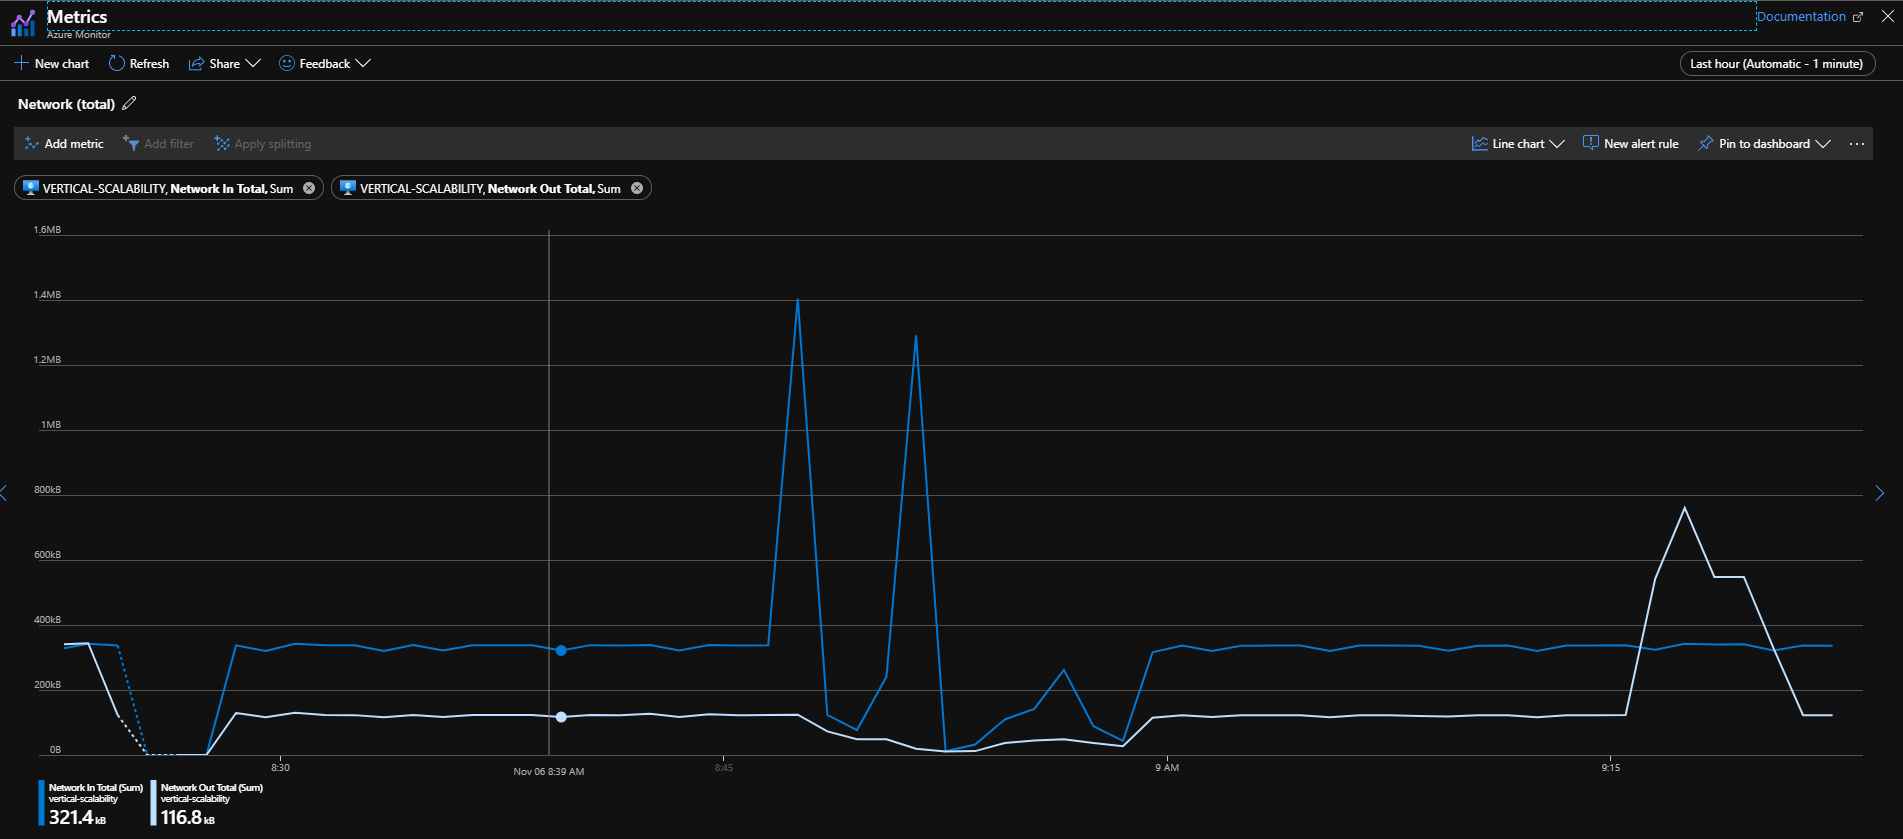 Metrics
Documentation
Azure Monitor
New chart Refresh Share Feedback Last hour (Automatic - 1 minute)
Network (total)
Add metric Add filter Apply splitting Line chart New alert rule Pin to dashboard ...
VERTICAL-SCALABILITY, Network In Total, Sum VERTICAL-SCALABILITY, Network Out Total, Sum
1.6MB
1.4MB
1.2MB
1MB
800kB
600kB
400kB
200kB
0B
8:30 Nov 06 8:39 AM 8:45 9 AM 9:15
Network In Total (Sum) Network Out Total (Sum)
vertical-scalability vertical-scalability
321.4 kB 116.8 kB